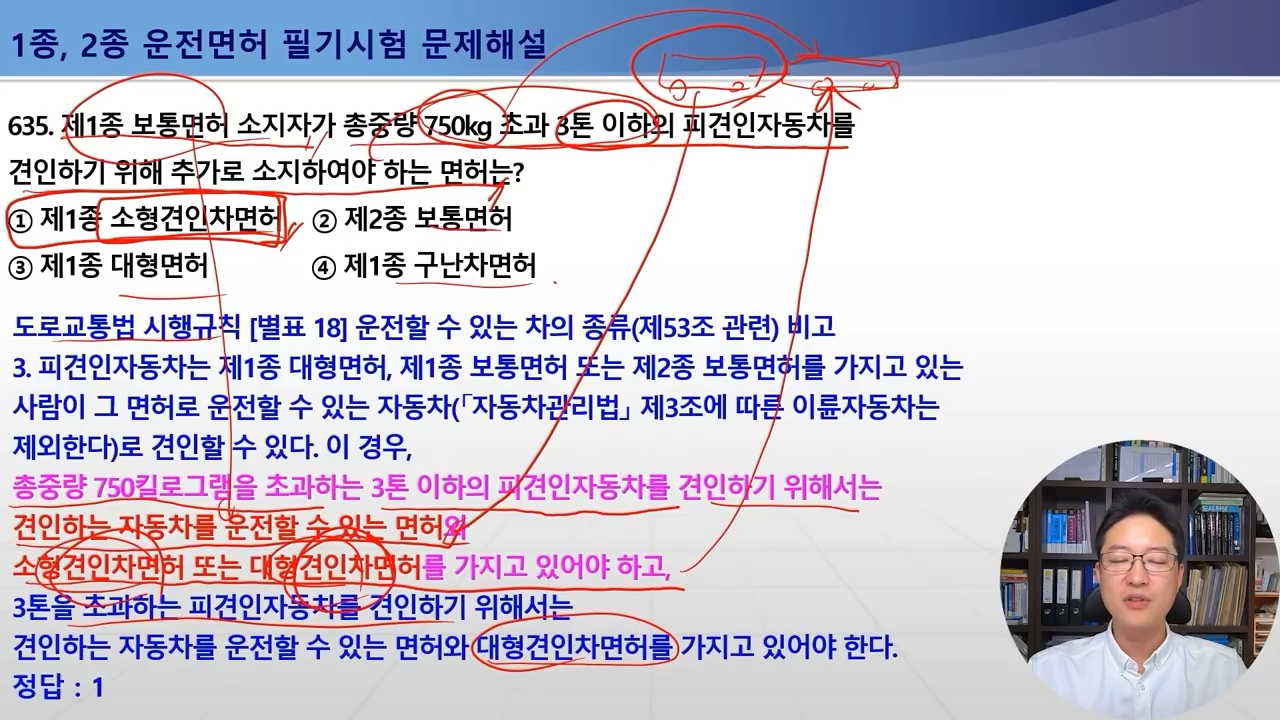 1종, 2종 운전면허 필기시험 문제해설
635. 제1종 보통면허 소지자가 총중량 750kg 초과 3톤 이하의 피견인자동차를
견인하기 위해 추가로 소지하여야 하는 면허는?
① 제1종 소형견인차면허 ② 제2종 보통면허
③ 제1종 대형면허 ④ 제1종 구난차면허
도로교통법 시행규칙 [별표 18] 운전할 수 있는 차의 종류(제53조 관련) 비고
3. 피견인자동차는 제1종 대형면허, 제1종 보통면허 또는 제2종 보통면허를 가지고 있는
사람이 그 면허로 운전할 수 있는 자동차(「자동차관리법」 제3조에 따른 이륜자동차는
제외한다)로 견인할 수 있다. 이 경우,
총중량 750킬로그램을 초과하는 3톤 이하의 피견인자동차를 견인하기 위해서는
견인하는 자동차를 운전할 수 있는 면허와
소형견인차면허 또는 대형견인차면허를 가지고 있어야 하고,
3톤을 초과하는 피견인자동차를 견인하기 위해서는
견인하는 자동차를 운전할 수 있는 면허와 대형견인차면허를 가지고 있어야 한다.
정답 : 1